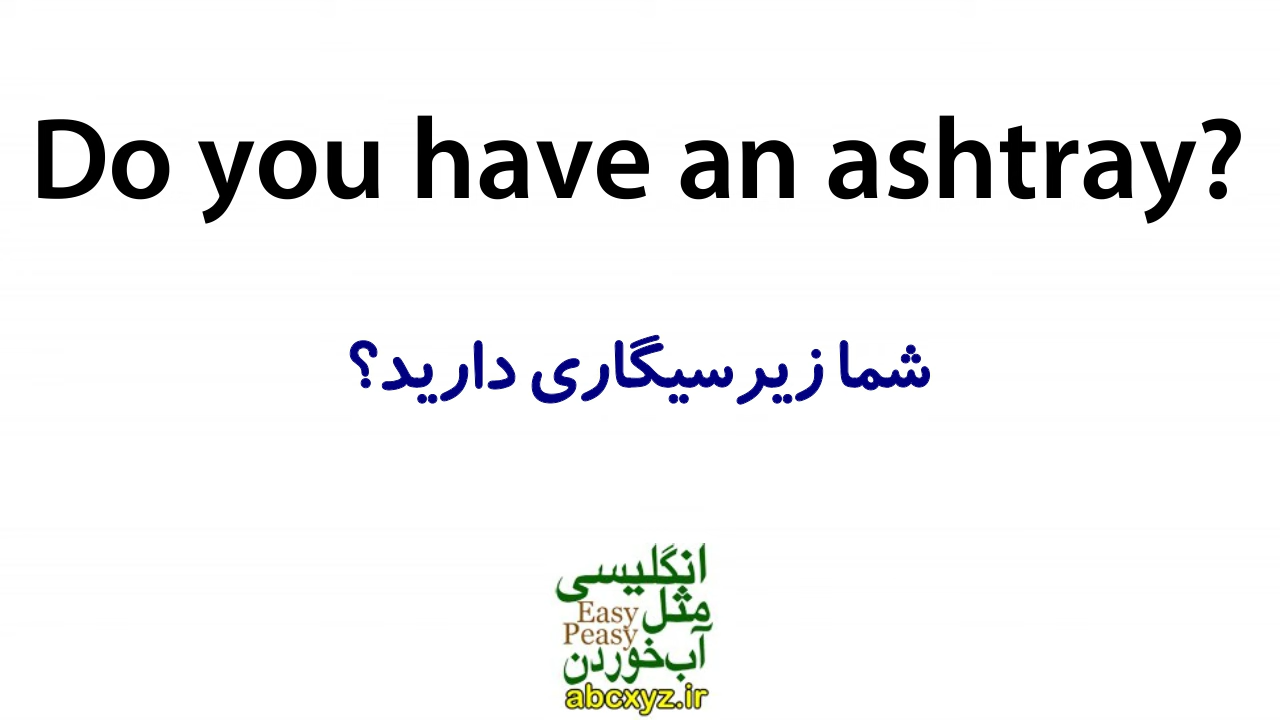 Do you have an ashtray?
شما زیرسیگاری دارید؟
انگلیسی
مثل Easy
Peasy
آب‌خوردن
abcxyz.ir